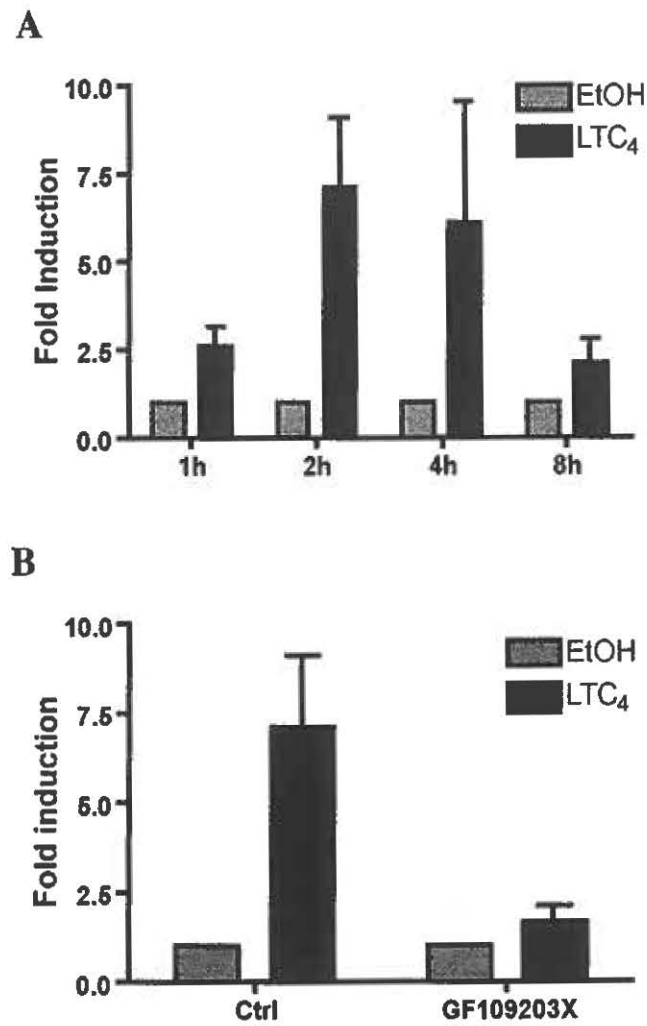 A
Fold Induction
10.0
7.5
5.0
2.5
0.0
EtOH
LTC4
1h 2h 4h 8h
B
Fold induction
10.0
7.5
5.0
2.5
0.0
EtOH
LTC4
Ctrl GF109203X